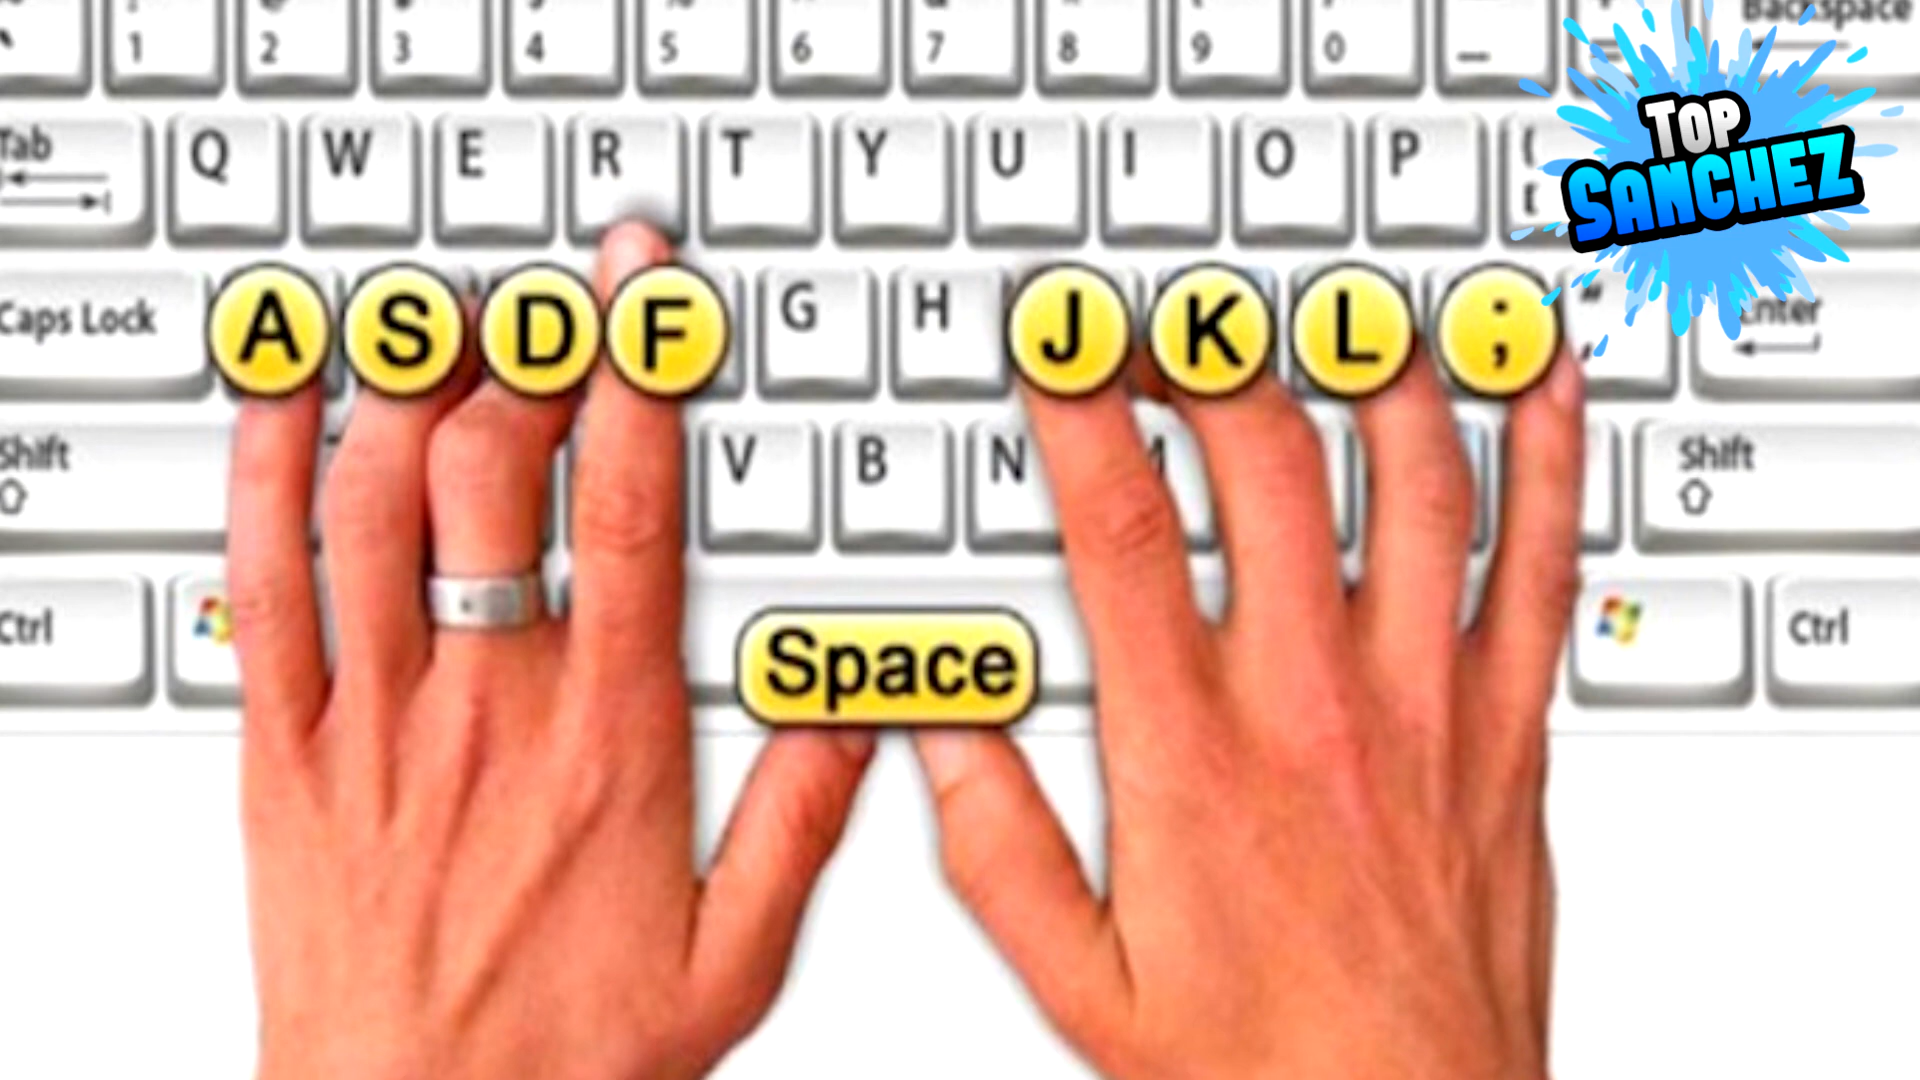 1 2 3 4 5 6 7 8 9 0 Backspace
Tab Q W E R T Y U I O P
TOP
SANCHEZ
Caps Lock A S D F G H J K L ; Enter
Shift V B N M Shift
Ctrl Ctrl
Space